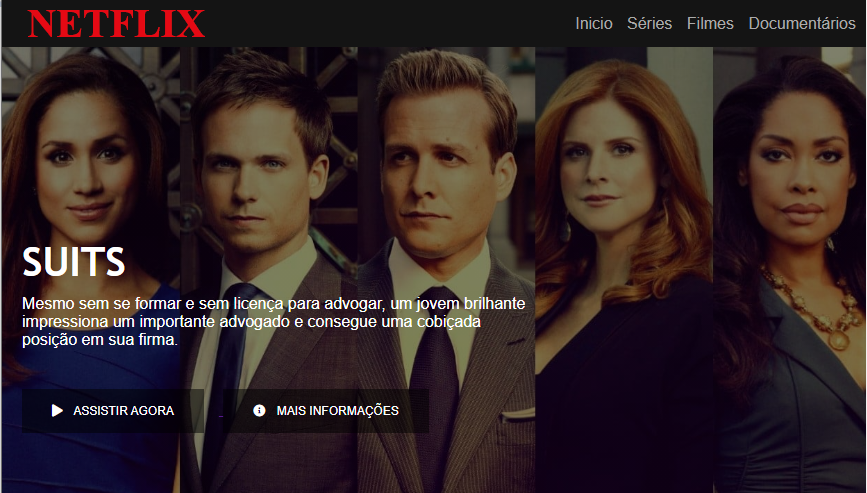 NETFLIX
Inicio Séries Filmes Documentários
SUITS
Mesmo sem se formar e sem licença para advogar, um jovem brilhante
impressiona um importante advogado e consegue uma cobiçada
posição em sua firma.
ASSISTIR AGORA MAIS INFORMAÇÕES